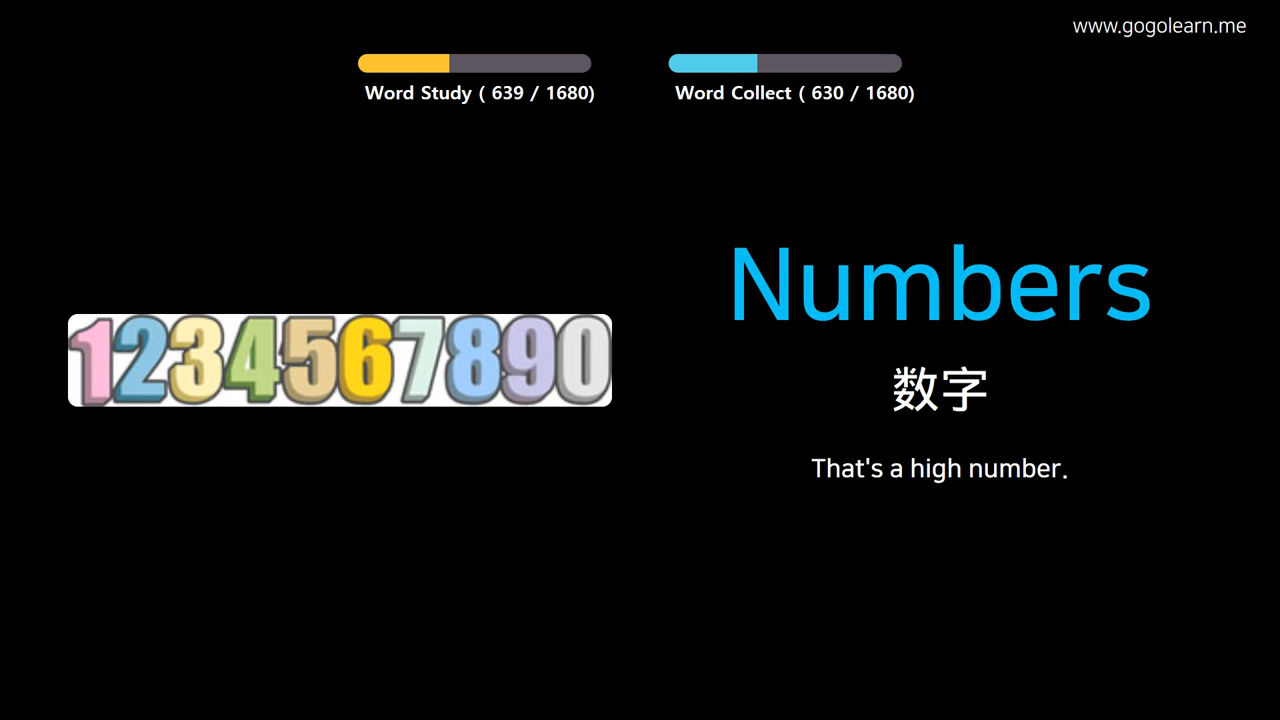 www.gogolearn.me
Word Study ( 639 / 1680)
Word Collect ( 630 / 1680)
1234567890
Numbers
数字
That's a high number.